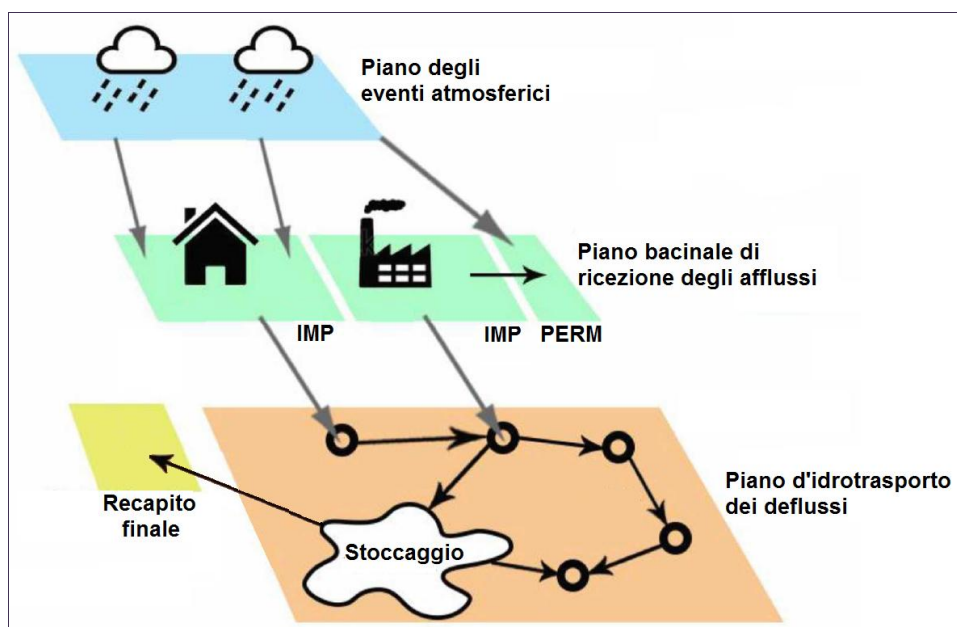 Piano degli
eventi atmosferici
Piano bacinale di
ricezione degli afflussi
IMP
IMP
PERM
Piano d'idrotrasporto
dei deflussi
Recapito
finale
Stoccaggio